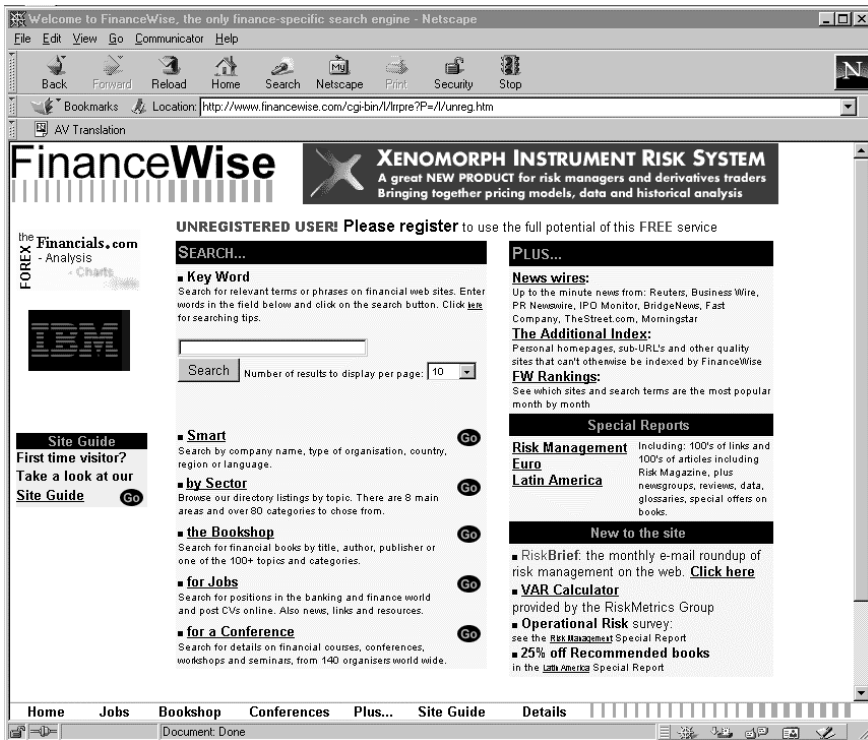 Welcome to FinanceWise, the only finance-specific search engine - Netscape
File Edit View Go Communicator Help
Back Forward Reload Home Search Netscape Print Security Stop
My
N
Bookmarks Location: http://www.financewise.com/cgi-bin/l/lrrpre?P=/l/unreg.htm
AV Translation
FinanceWise
XENOMORPH INSTRUMENT RISK SYSTEM
A great NEW PRODUCT for risk managers and derivatives traders
Bringing together pricing models, data and historical analysis
UNREGISTERED USER! Please register to use the full potential of this FREE service
the Financials.com
FOREX
- Analysis
- Charts
IBM
Site Guide
First time visitor?
Take a look at our
Site Guide Go
SEARCH...
Key Word
Search for relevant terms or phrases on financial web sites. Enter
words in the field below and click on the search button. Click here
for searching tips.
Search Number of results to display per page: 10
Smart Go
Search by company name, type of organisation, country,
region or language.
by Sector Go
Browse our directory listings by topic. There are 8 main
areas and over 80 categories to chose from.
the Bookshop Go
Search for financial books by title, author, publisher or
one of the 100+ topics and categories.
for Jobs Go
Search for positions in the banking and finance world
and post CVs online. Also news, links and resources.
for a Conference Go
Search for details on financial courses, conferences,
workshops and seminars, from 140 organisers world wide.
PLUS...
News wires:
Up to the minute news from: Reuters, Business Wire,
PR Newswire, IPO Monitor, BridgeNews, Fast
Company, TheStreet.com, Morningstar
The Additional Index:
Personal homepages, sub-URL's and other quality
sites that can't otherwise be indexed by FinanceWise
FW Rankings:
See which sites and search terms are the most popular
month by month
Special Reports
Risk Management
Euro
Latin America
Including: 100's of links and
100's of articles including
Risk Magazine, plus
newsgroups, reviews, data,
glossaries, special offers on
books.
New to the site
RiskBrief: the monthly e-mail roundup of
risk management on the web. Click here
VAR Calculator
provided by the RiskMetrics Group
Operational Risk survey:
see the Risk Management Special Report
25% off Recommended books
in the Latin America Special Report
Home Jobs Bookshop Conferences Plus... Site Guide Details
Document: Done